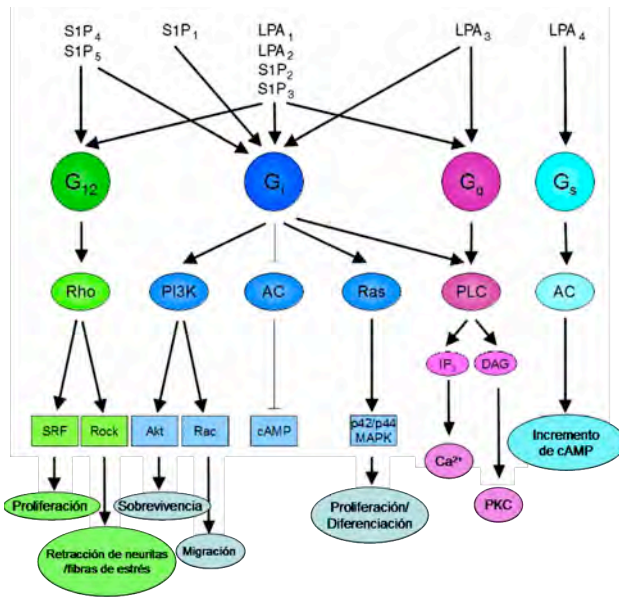 S1P4 S1P1 LPA1 LPA3 LPA4
S1P5 LPA2
S1P2
S1P3
G12 Gi Gq Gs
Rho PI3K AC Ras PLC AC
IP3 DAG
SRF Rock Akt Rac cAMP p42/p44
MAPK
Incremento
de cAMP
Ca2+
Proliferación Sobrevivencia Proliferación/
Diferenciación
PKC
Retracción de neuritas
/fibras de estrés
Migración